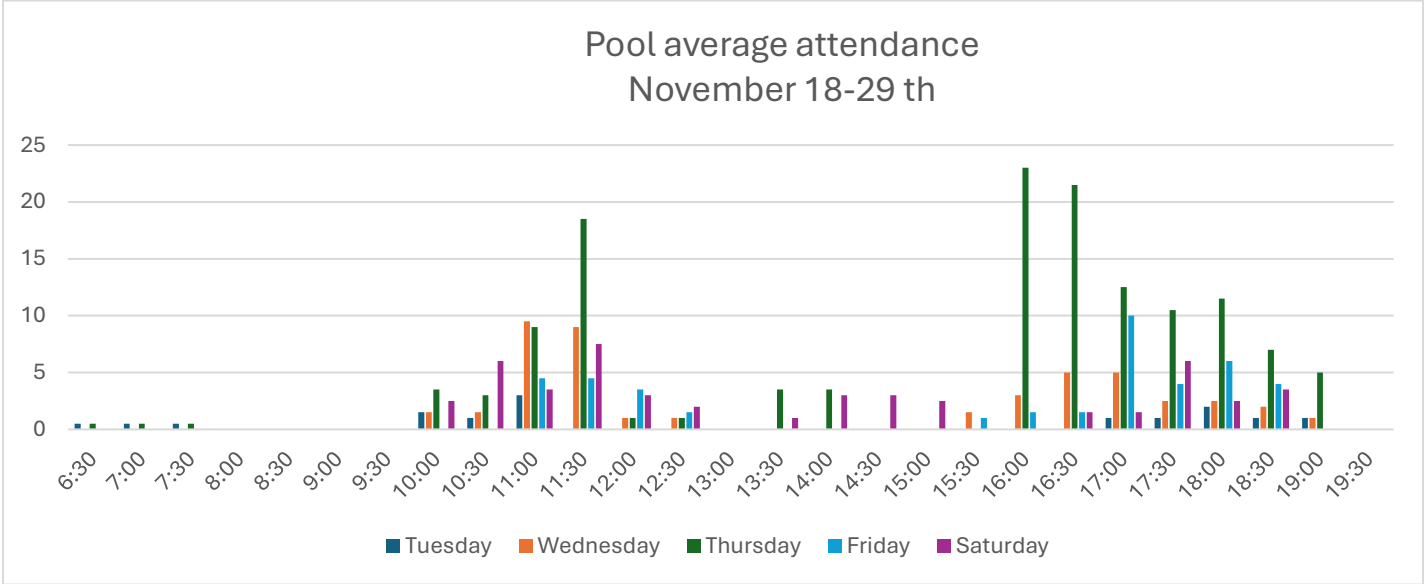 Pool average attendance
November 18-29 th
25
20
15
10
5
0
6:30 7:00 7:30 8:00 8:30 9:00 9:30 10:00 10:30 11:00 11:30 12:00 12:30 13:00 13:30 14:00 14:30 15:00 15:30 16:00 16:30 17:00 17:30 18:00 18:30 19:00 19:30
Tuesday Wednesday Thursday Friday Saturday